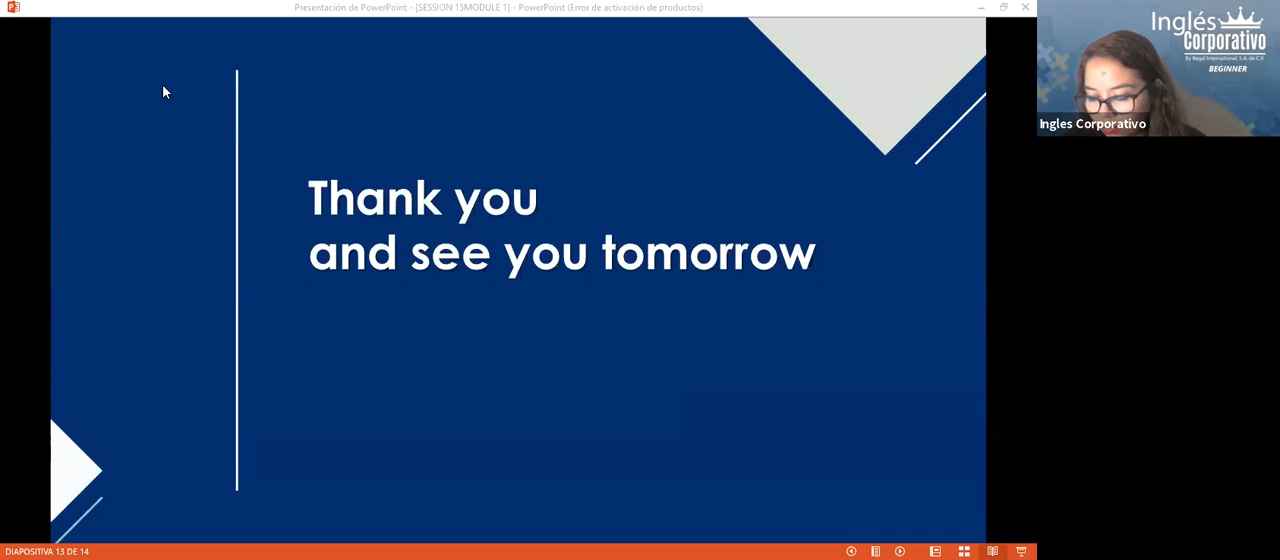 Presentación de PowerPoint - [SESSION 15MODULE 1] - PowerPoint (Error de activación de productos)
Inglés
Corporativo
By Regal International, S.A. de C.V.
BEGINNER
Ingles Corporativo
Thank you
and see you tomorrow
DIAPOSITIVA 13 DE 14